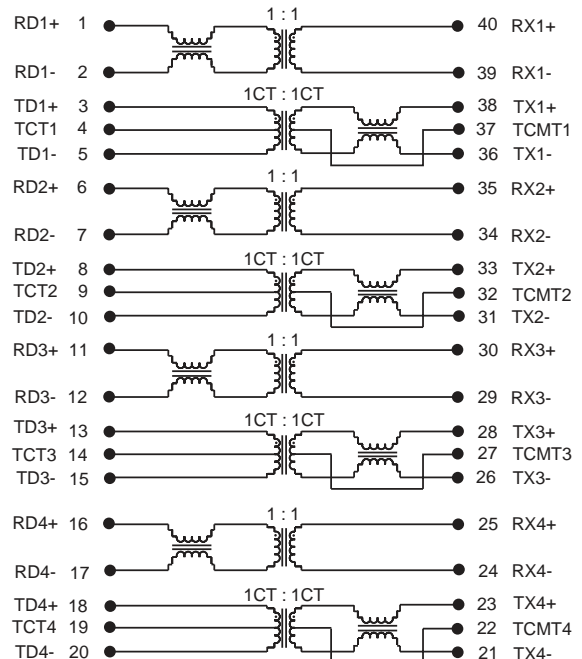 1 : 1
RD1+ 1 40 RX1+
RD1- 2 39 RX1-
TD1+ 3 1CT : 1CT 38 TX1+
TCT1 4 37 TCMT1
TD1- 5 36 TX1-
1 : 1
RD2+ 6 35 RX2+
RD2- 7 34 RX2-
1CT : 1CT
TD2+ 8 33 TX2+
TCT2 9 32 TCMT2
TD2- 10 31 TX2-
1 : 1
RD3+ 11 30 RX3+
RD3- 12 29 RX3-
1CT : 1CT
TD3+ 13 28 TX3+
TCT3 14 27 TCMT3
TD3- 15 26 TX3-
1 : 1
RD4+ 16 25 RX4+
RD4- 17 24 RX4-
1CT : 1CT
TD4+ 18 23 TX4+
TCT4 19 22 TCMT4
TD4- 20 21 TX4-